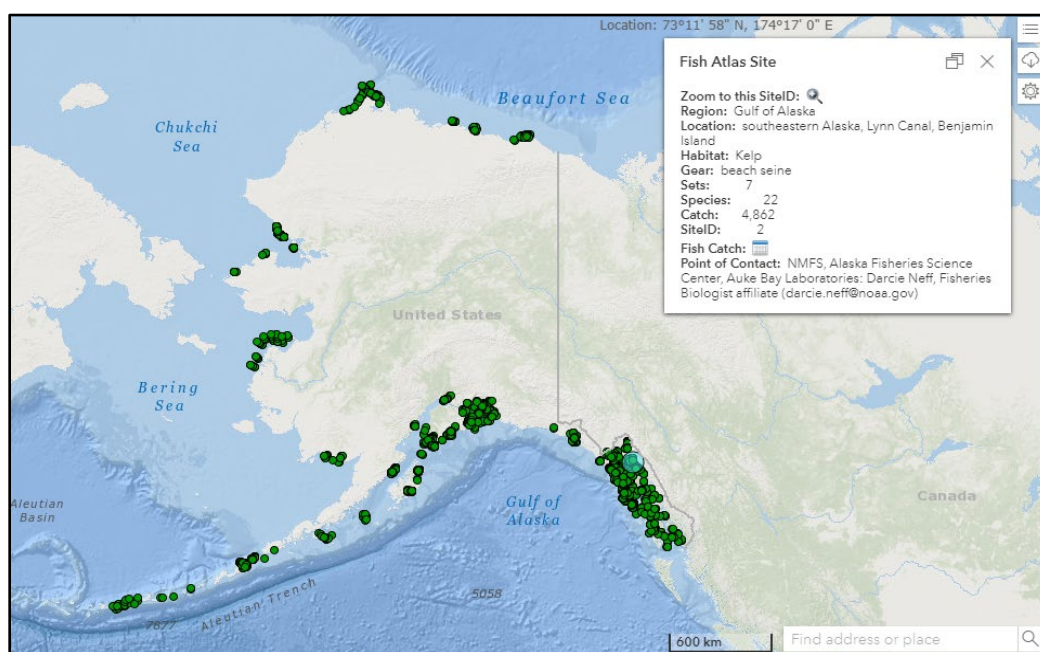 Location: 73°11' 58" N, 174°17' 0" E
Fish Atlas Site
Zoom to this SiteID:
Region: Gulf of Alaska
Location: southeastern Alaska, Lynn Canal, Benjamin
Island
Habitat: Kelp
Gear: beach seine
Sets: 7
Species: 22
Catch: 4,862
SiteID: 2
Fish Catch:
Point of Contact: NMFS, Alaska Fisheries Science
Center, Auke Bay Laboratories: Darcie Neff, Fisheries
Biologist affiliate (darcie.neff@noaa.gov)
Beaufort Sea
Chukchi
Sea
United States
Bering
Sea
Gulf of
Alaska
Canada
Aleutian
Basin
5058
Aleutian Trench
7877
600 km
Find address or place